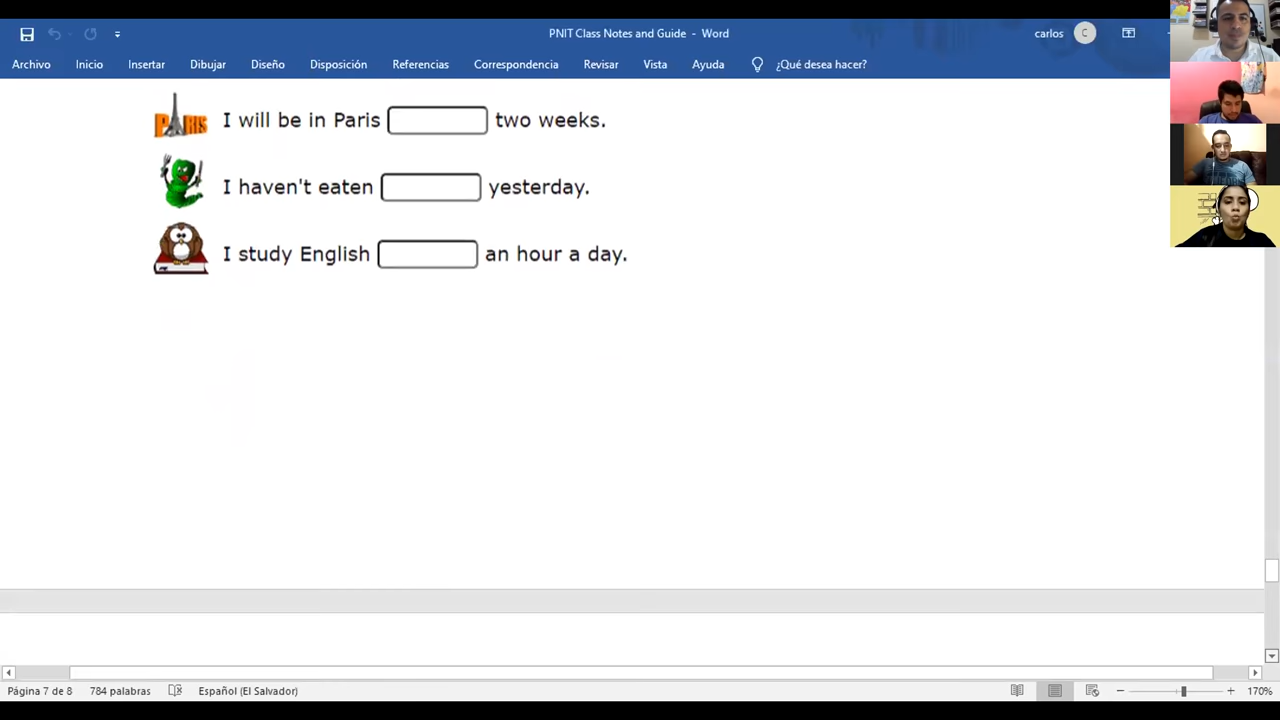 PNIT Class Notes and Guide - Word
carlos C
Archivo Inicio Insertar Dibujar Diseño Disposición Referencias Correspondencia Revisar Vista Ayuda ¿Qué desea hacer?
PARIS I will be in Paris two weeks.
I haven't eaten yesterday.
I study English an hour a day.
Página 7 de 8 784 palabras Español (El Salvador) 170%